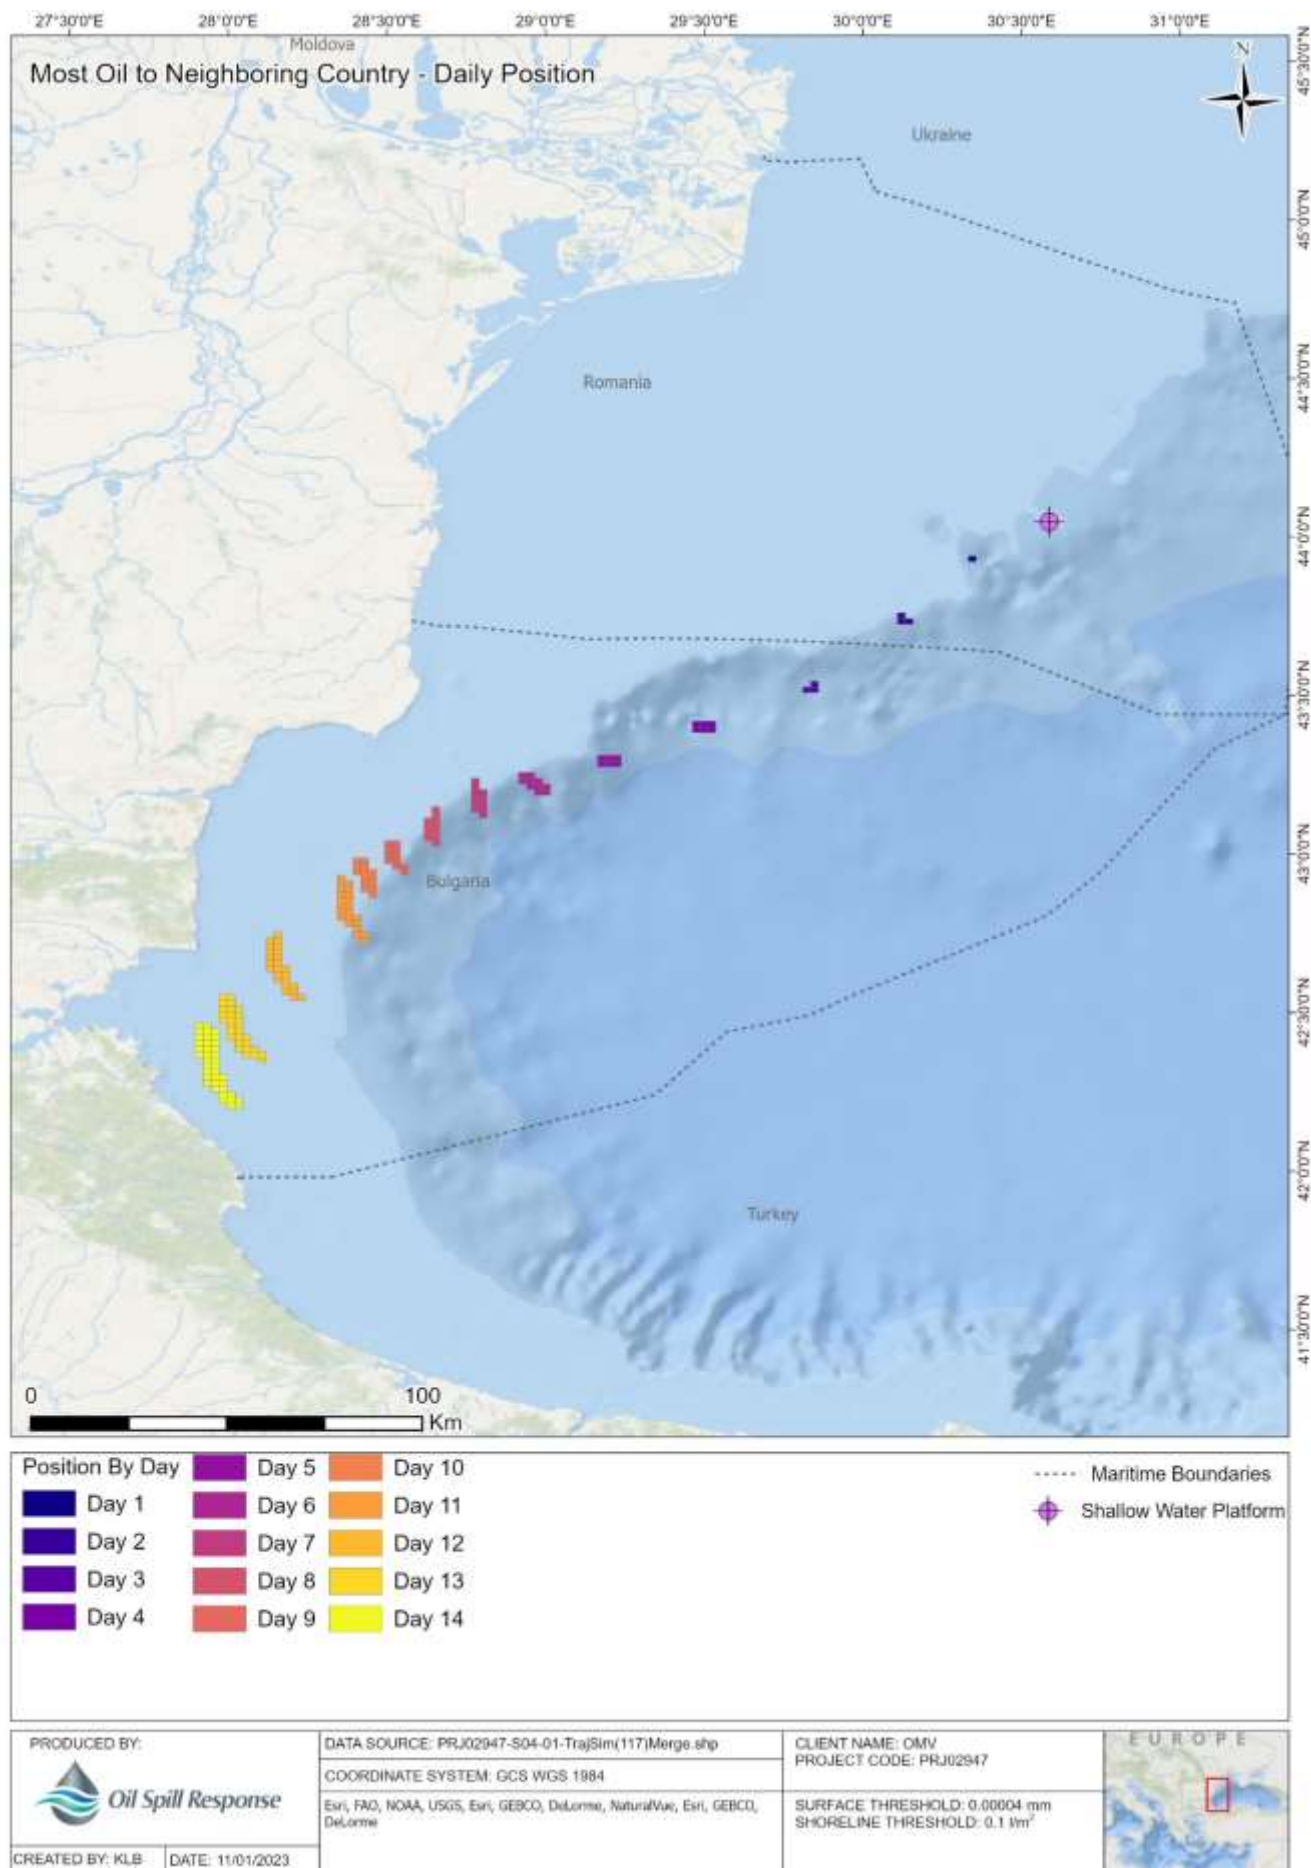 27°30'0"E 28°0'0"E 28°30'0"E 29°0'0"E 29°30'0"E 30°0'0"E 30°30'0"E 31°0'0"E
Moldova
Most Oil to Neighboring Country - Daily Position
N
45°30'0"N
Ukraine
45°0'0"N
Romania
44°30'0"N
44°0'0"N
43°30'0"N
43°0'0"N
Bulgaria
42°30'0"N
42°0'0"N
Turkey
41°30'0"N
0 100
Km
Position By Day
Day 1
Day 2
Day 3
Day 4
Day 5
Day 6
Day 7
Day 8
Day 9
Day 10
Day 11
Day 12
Day 13
Day 14
Maritime Boundaries
Shallow Water Platform
PRODUCED BY:
Oil Spill Response
CREATED BY: KLB DATE: 11/01/2023
DATA SOURCE: PRJ02947-S04-01-TrajSim(117)Merge.shp
COORDINATE SYSTEM: GCS WGS 1984
Esri, FAO, NOAA, USGS, Esri, GEBCO, DeLorme, NaturalVue, Esri, GEBCO,
DeLorme
CLIENT NAME: OMV
PROJECT CODE: PRJ02947
SURFACE THRESHOLD: 0.00004 mm
SHORELINE THRESHOLD: 0.1 l/m²
EUROPE